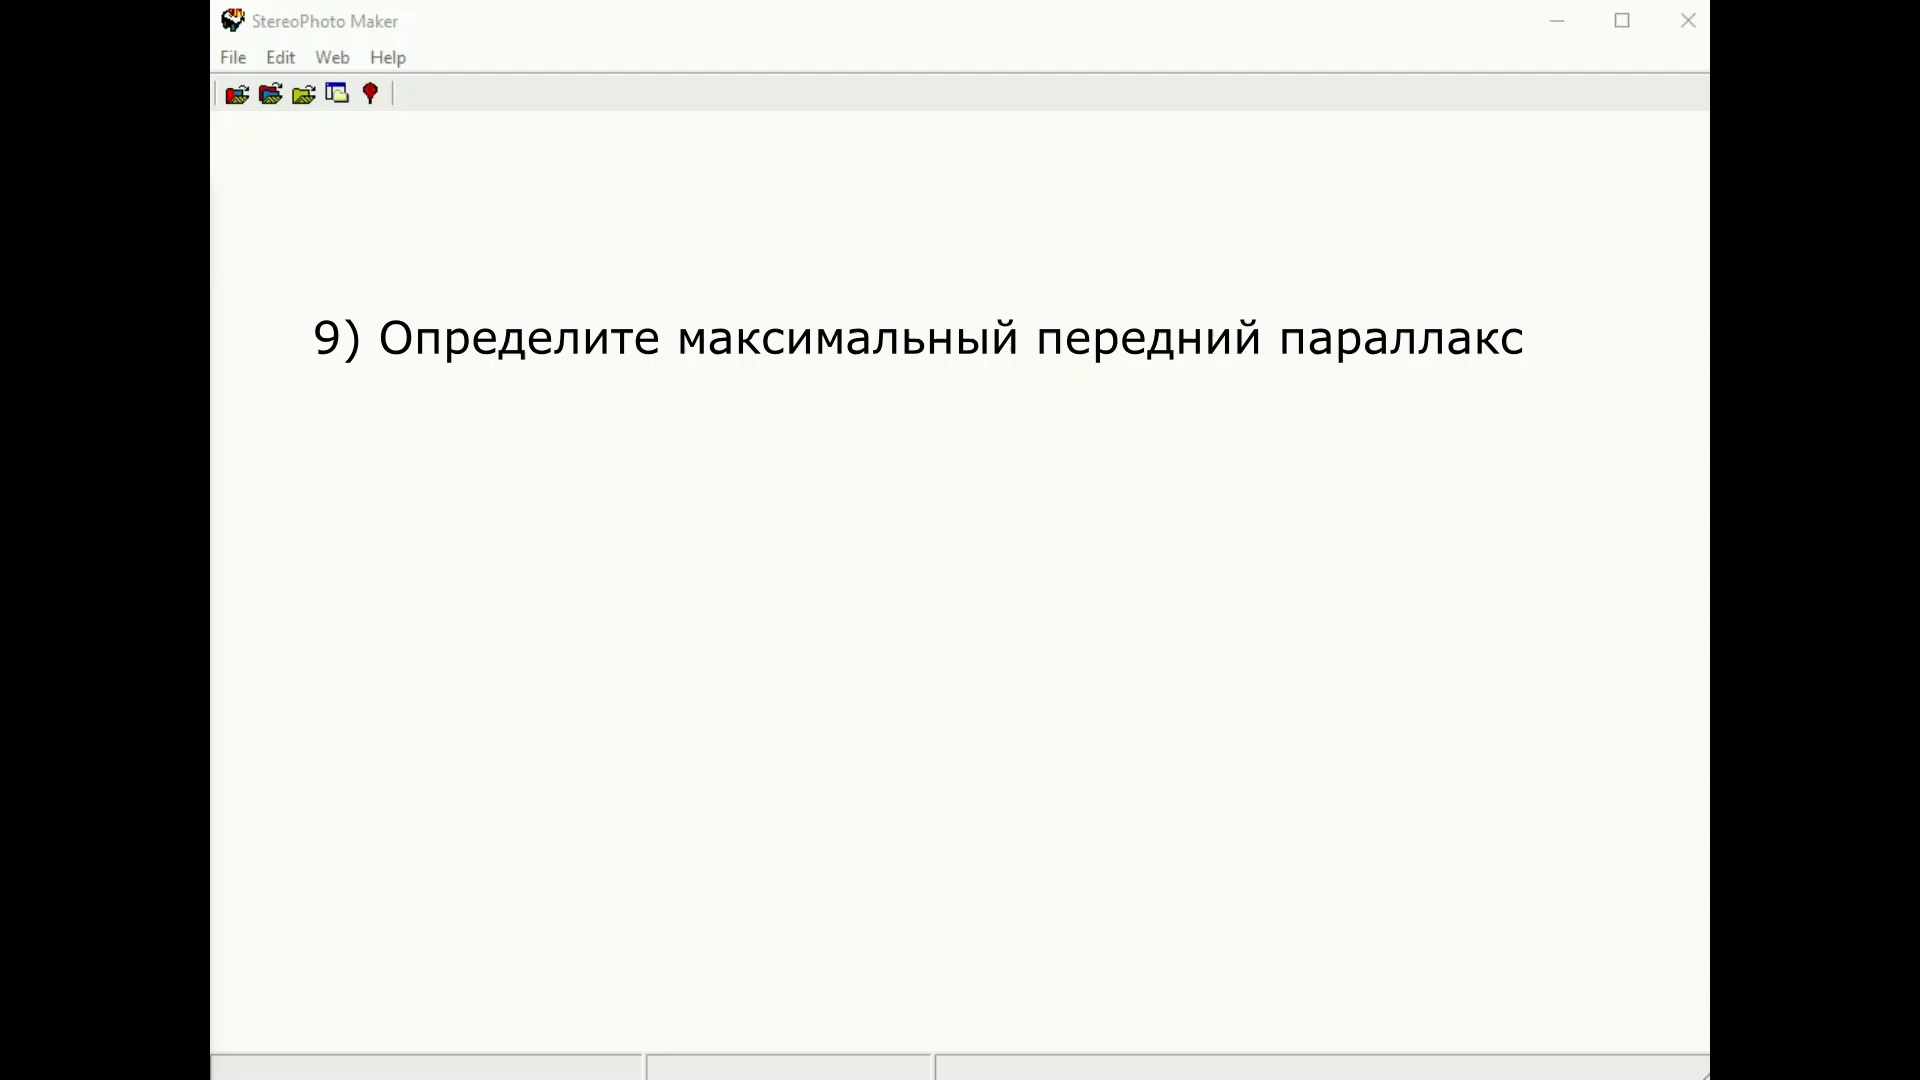 StereoPhoto Maker
File Edit Web Help
9) Определите максимальный передний параллакс